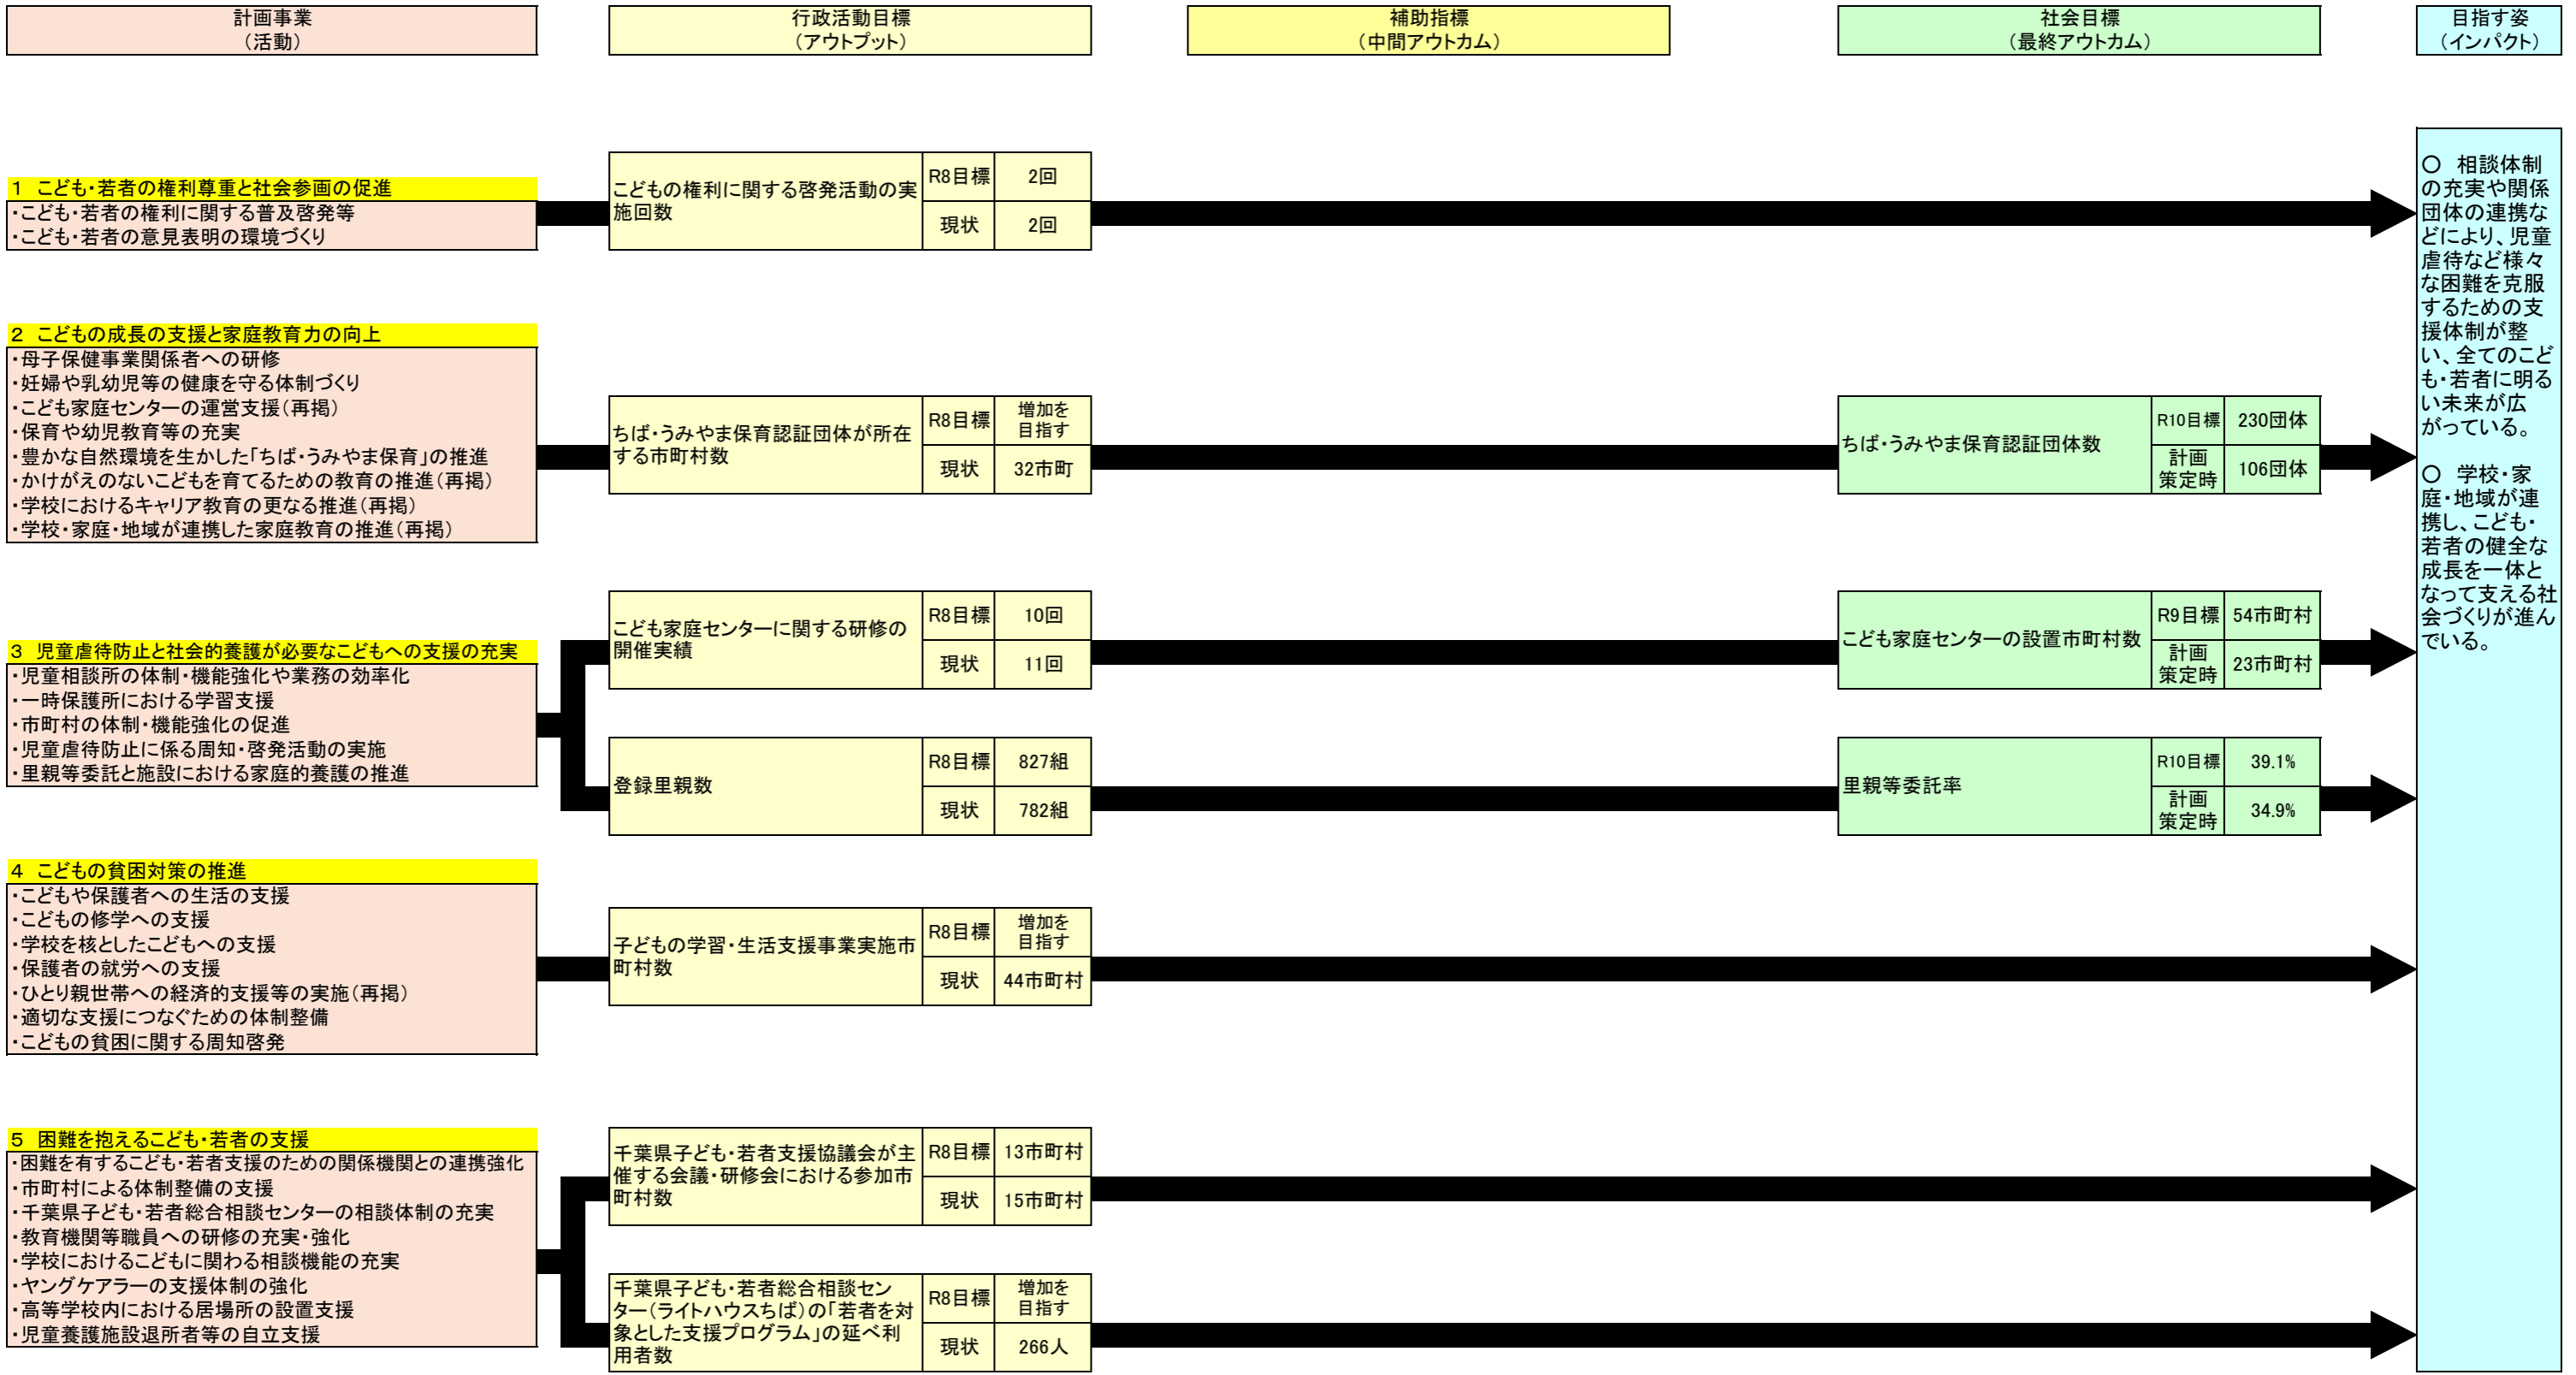 計画事業
（活動）
行政活動目標
（アウトプット）
補助指標
（中間アウトカム）
社会目標
（最終アウトカム）
目指す姿
（インパクト）
１　こども・若者の権利尊重と社会参画の促進
・こども・若者の権利に関する普及啓発等
・こども・若者の意見表明の環境づくり
こどもの権利に関する啓発活動の実
施回数
R8目標
2回
現状
2回
２　こどもの成長の支援と家庭教育力の向上
・母子保健事業関係者への研修
・妊婦や乳幼児等の健康を守る体制づくり
・こども家庭センターの運営支援（再掲）
・保育や幼児教育等の充実
・豊かな自然環境を生かした「ちば・うみやま保育」の推進
・かけがえのないこどもを育てるための教育の推進（再掲）
・学校におけるキャリア教育の更なる推進（再掲）
・学校・家庭・地域が連携した家庭教育の推進（再掲）
ちば・うみやま保育認証団体が所在
する市町村数
R8目標
増加を
目指す
現状
32市町
ちば・うみやま保育認証団体数
R10目標
230団体
計画
策定時
106団体
３　児童虐待防止と社会的養護が必要なこどもへの支援の充実
・児童相談所の体制・機能強化や業務の効率化
・一時保護所における学習支援
・市町村の体制・機能強化の促進
・児童虐待防止に係る周知・啓発活動の実施
・里親等委託と施設における家庭的養護の推進
こども家庭センターに関する研修の
開催実績
R8目標
10回
現状
11回
こども家庭センターの設置市町村数
R9目標
54市町村
計画
策定時
23市町村
登録里親数
R8目標
827組
現状
782組
里親等委託率
R10目標
39.1%
計画
策定時
34.9%
４　こどもの貧困対策の推進
・こどもや保護者への生活の支援
・こどもの修学への支援
・学校を核としたこどもへの支援
・保護者の就労への支援
・ひとり親世帯への経済的支援等の実施（再掲）
・適切な支援につなぐための体制整備
・こどもの貧困に関する周知啓発
子どもの学習・生活支援事業実施市
町村数
R8目標
増加を
目指す
現状
44市町村
５　困難を抱えるこども・若者の支援
・困難を有するこども・若者支援のための関係機関との連携強化
・市町村による体制整備の支援
・千葉県子ども・若者総合相談センターの相談体制の充実
・教育機関等職員への研修の充実・強化
・学校におけるこどもに関わる相談機能の充実
・ヤングケアラーの支援体制の強化
・高等学校内における居場所の設置支援
・児童養護施設退所者等の自立支援
千葉県子ども・若者支援協議会が主
催する会議・研修会における参加市
町村数
R8目標
13市町村
現状
15市町村
千葉県子ども・若者総合相談セン
ター（ライトハウスちば）の「若者を対
象とした支援プログラム」の延べ利
用者数
R8目標
増加を
目指す
現状
266人
○　相談体制
の充実や関係
団体の連携な
どにより、児童
虐待など様々
な困難を克服
するための支
援体制が整
い、全てのこど
も・若者に明る
い未来が広
がっている。
○　学校・家
庭・地域が連
携し、こども・
若者の健全な
成長を一体と
なって支える社
会づくりが進ん
でいる。